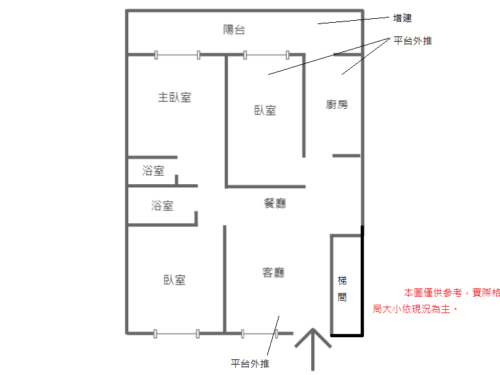 增建
陽台
平台外推
主臥室
臥室
廚房
浴室
浴室
餐廳
臥室
客廳
梯
間
本圖僅供參考，實際格
局大小依現況為主。
平台外推